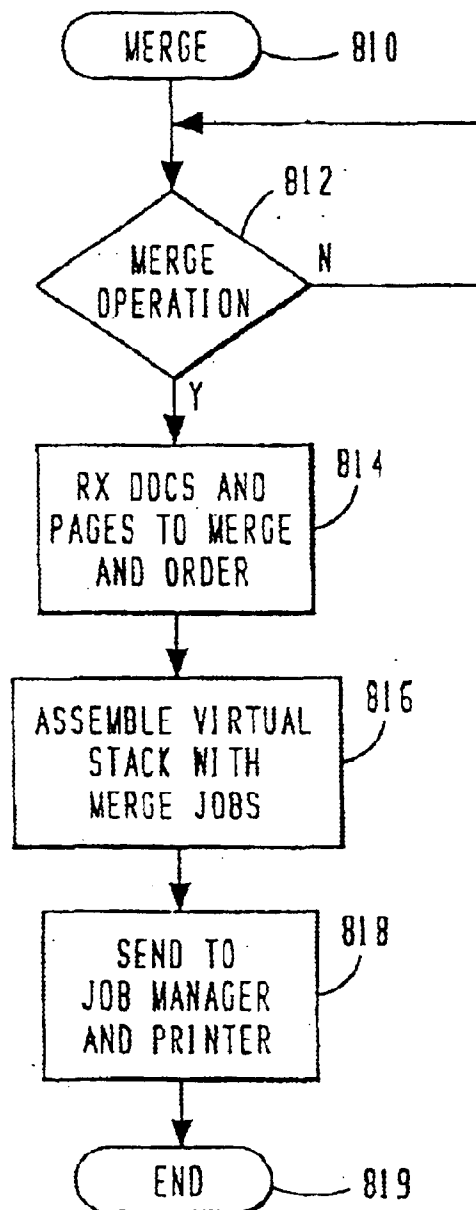 MERGE
810
812
MERGE
OPERATION
N
Y
814
RX DOCS AND
PAGES TO MERGE
AND ORDER
816
ASSEMBLE VIRTUAL
STACK WITH
MERGE JOBS
818
SEND TO
JOB MANAGER
AND PRINTER
END
819